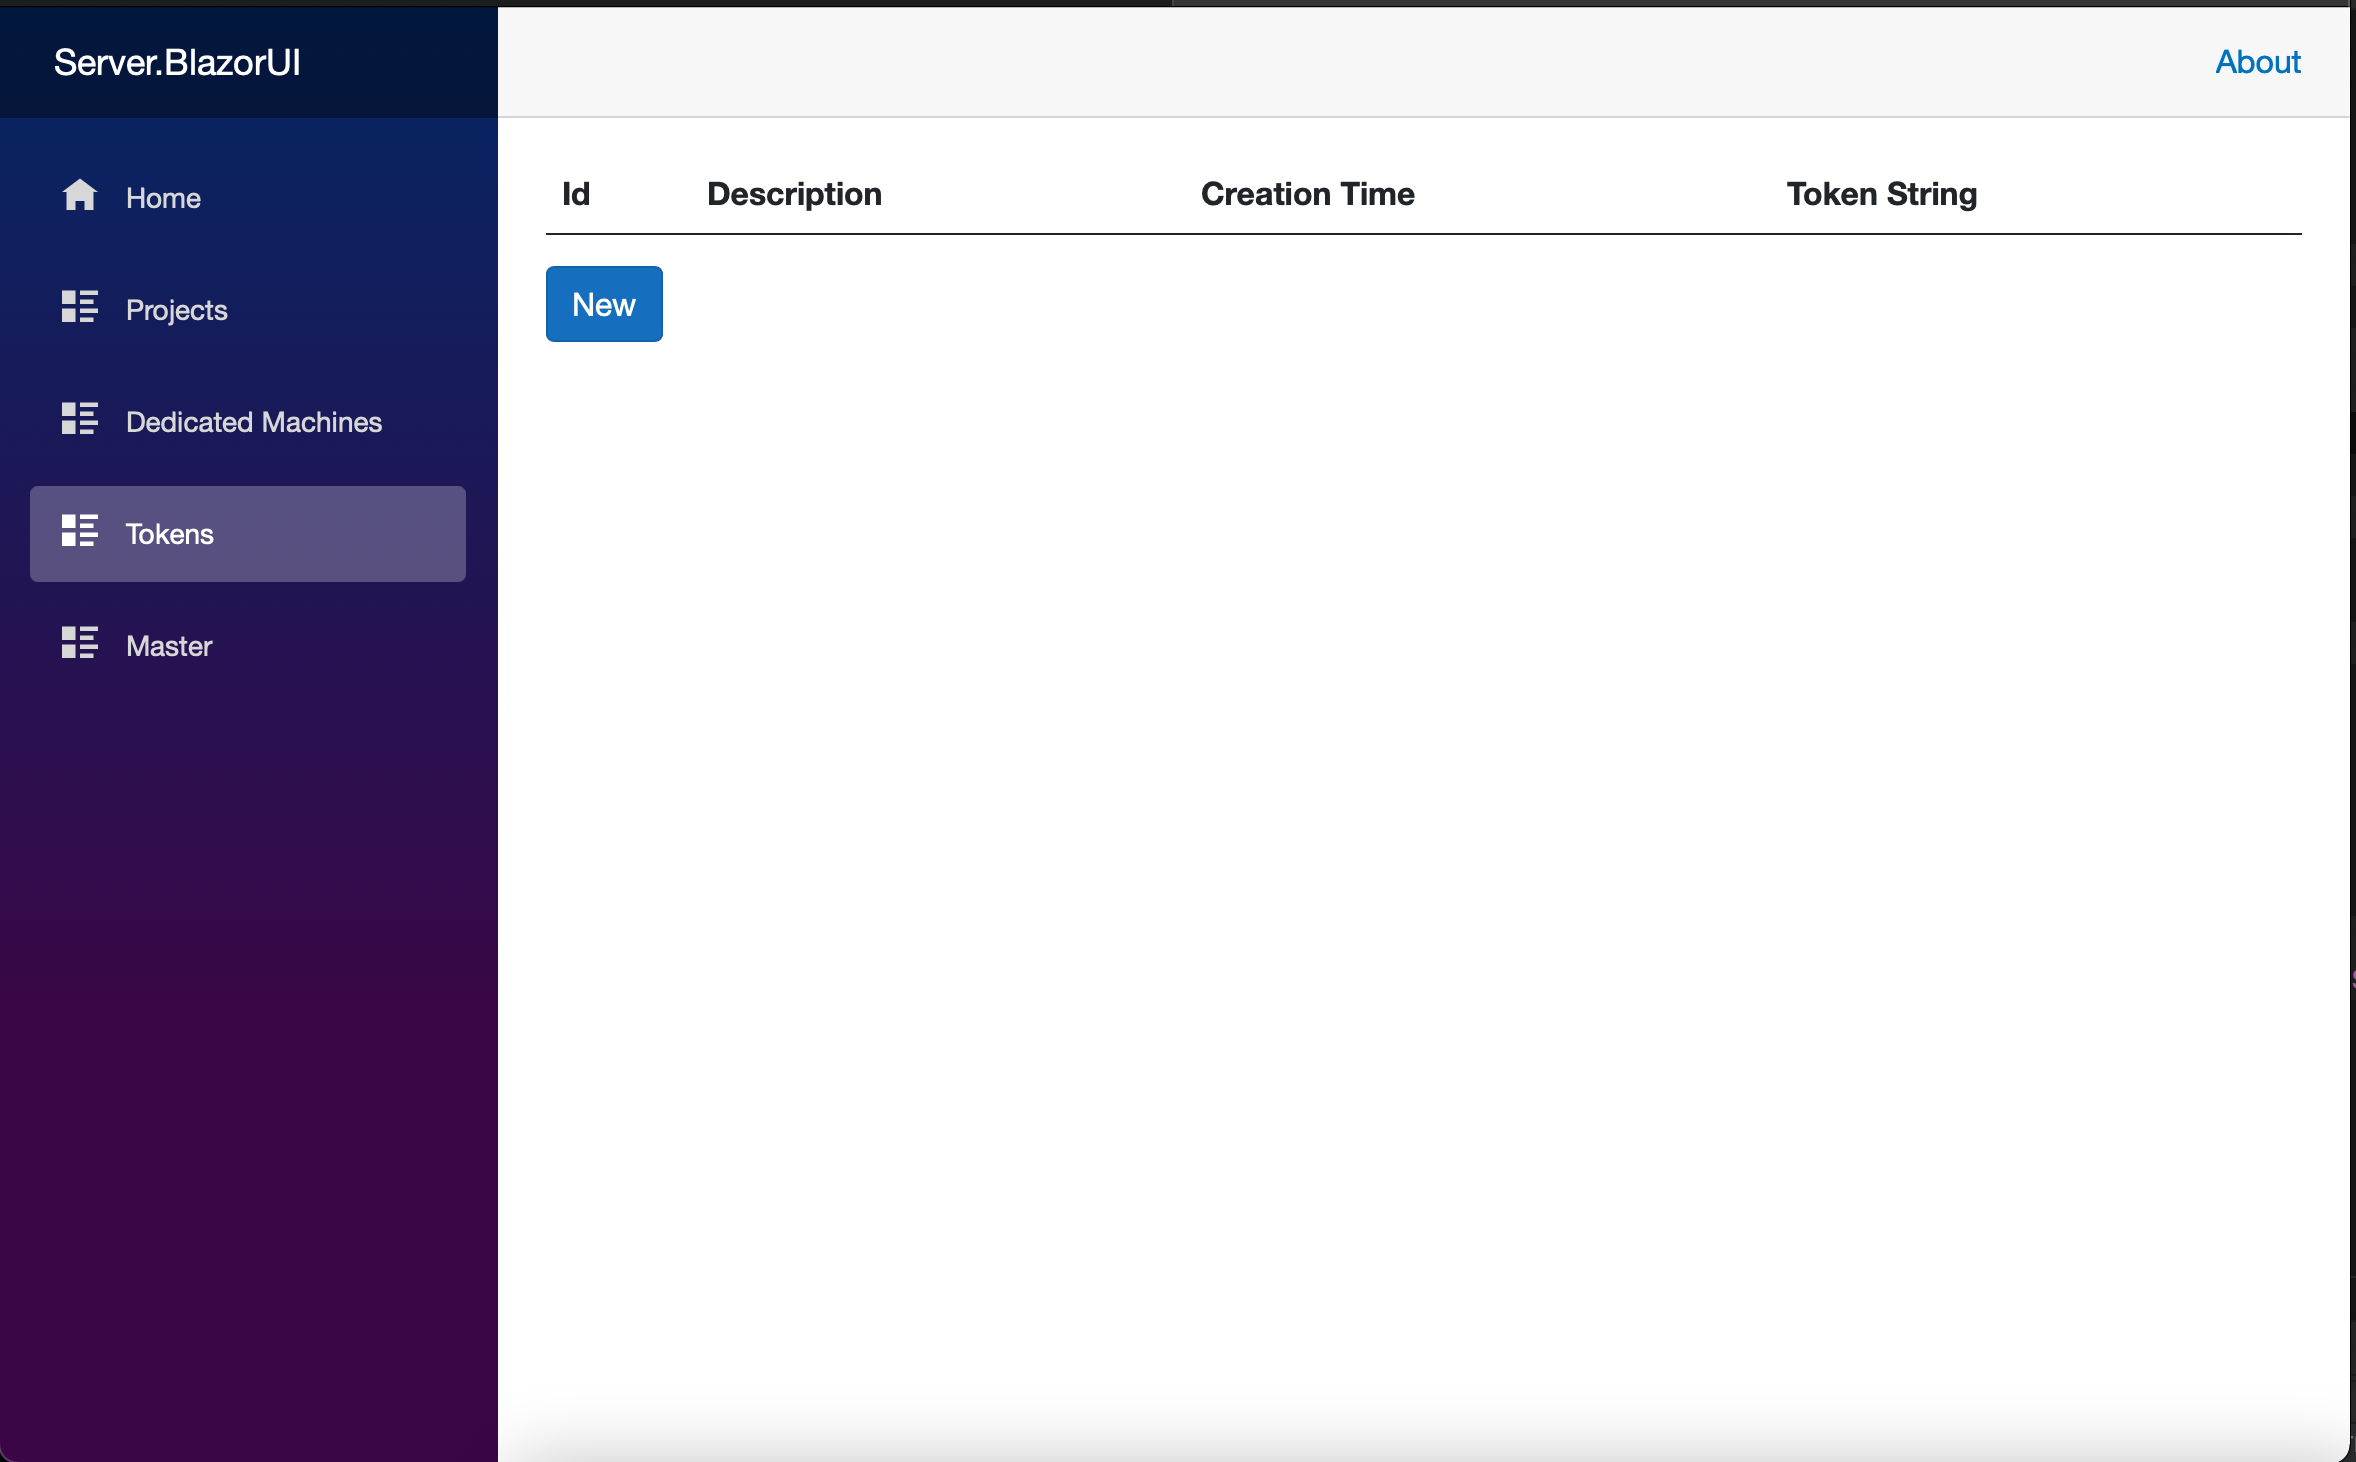 Server.BlazorUI
About
Home
Projects
Dedicated Machines
Tokens
Master
Id Description Creation Time Token String
New